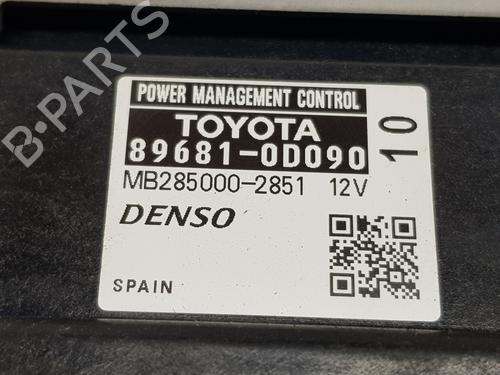 POWER MANAGEMENT CONTROL
TOYOTA
89681-0D090
10
MB285000-2851 12V
DENSO
SPAIN
B-PARTS